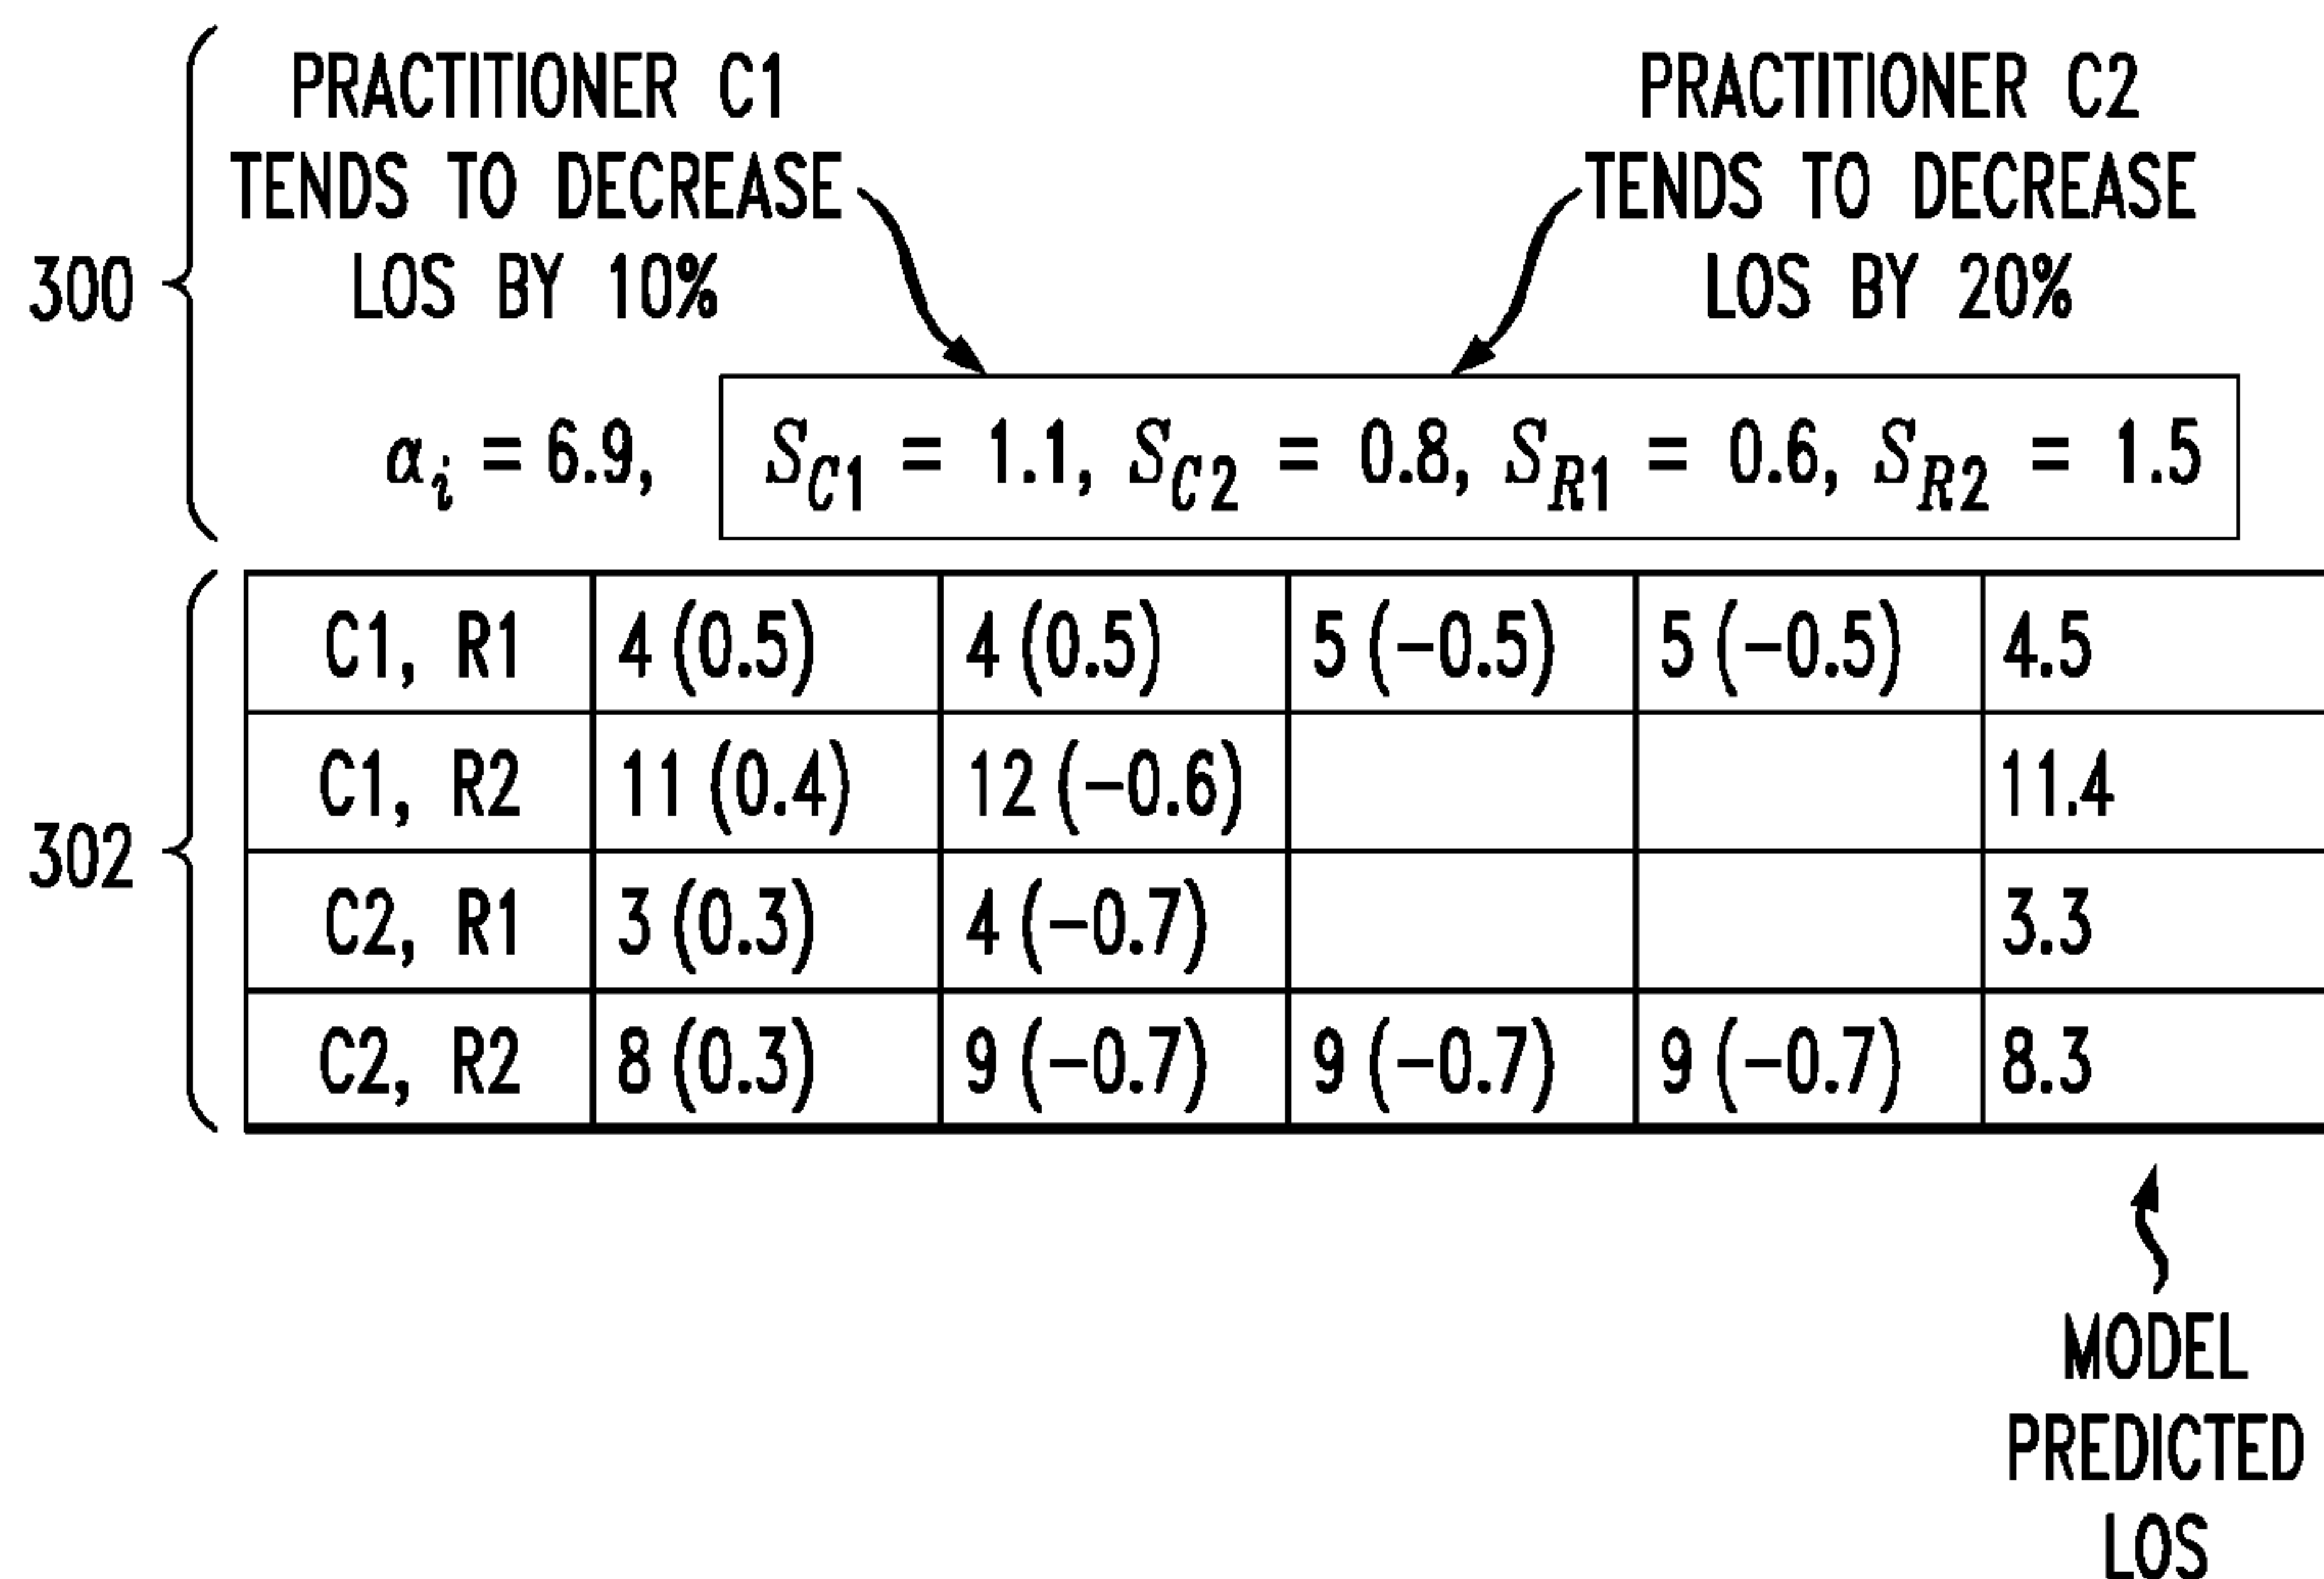 PRACTITIONER C1
TENDS TO DECREASE
LOS BY 10%
PRACTITIONER C2
TENDS TO DECREASE
LOS BY 20%
300
αᵢ = 6.9, S_C1 = 1.1, S_C2 = 0.8, S_R1 = 0.6, S_R2 = 1.5
302
C1, R1 4 (0.5) 4 (0.5) 5 (−0.5) 5 (−0.5) 4.5
C1, R2 11 (0.4) 12 (−0.6) 11.4
C2, R1 3 (0.3) 4 (−0.7) 3.3
C2, R2 8 (0.3) 9 (−0.7) 9 (−0.7) 9 (−0.7) 8.3
MODEL
PREDICTED
LOS